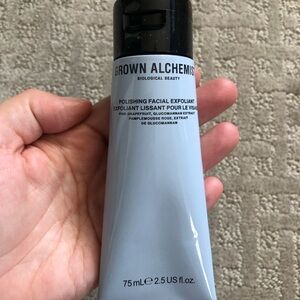 GROWN ALCHEMIST
BIOLOGICAL BEAUTY
POLISHING FACIAL EXFOLIANT
EXFOLIANT LISSANT POUR LE VISAGE
PINK GRAPEFRUIT, GLUCOMANNAN EXTRACT
PAMPLEMOUSSE ROSE, EXTRAIT
DE GLUCOMANNAN
75 mL ℮ 2.5 US fl.oz.